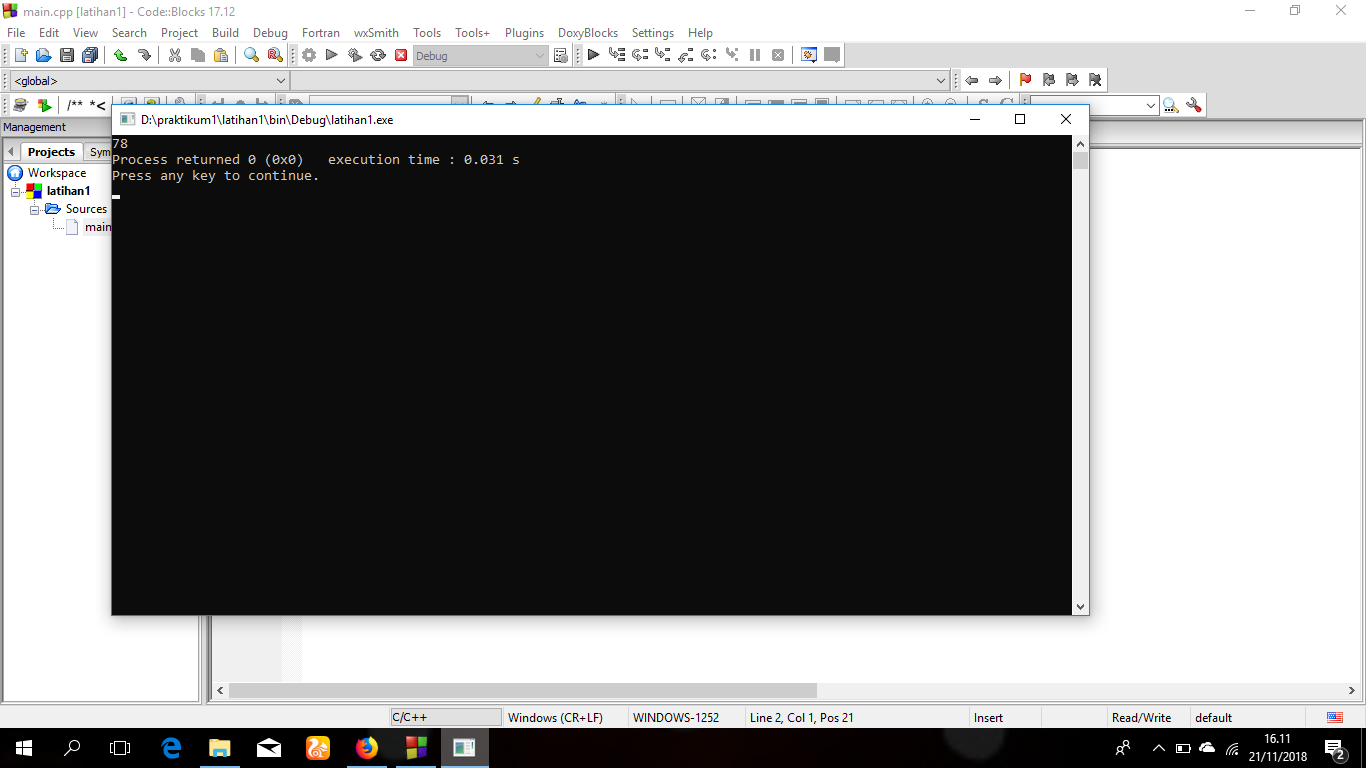 main.cpp [latihan1] - Code::Blocks 17.12
File Edit View Search Project Build Debug Fortran wxSmith Tools Tools+ Plugins DoxyBlocks Settings Help
Debug
<global>
/** *<
Management
D:\praktikum1\latihan1\bin\Debug\latihan1.exe
Projects Sym
78
Process returned 0 (0x0)   execution time : 0.031 s
Press any key to continue.
Workspace
latihan1
Sources
main
C/C++ Windows (CR+LF) WINDOWS-1252 Line 2, Col 1, Pos 21 Insert Read/Write default
16.11
21/11/2018
2